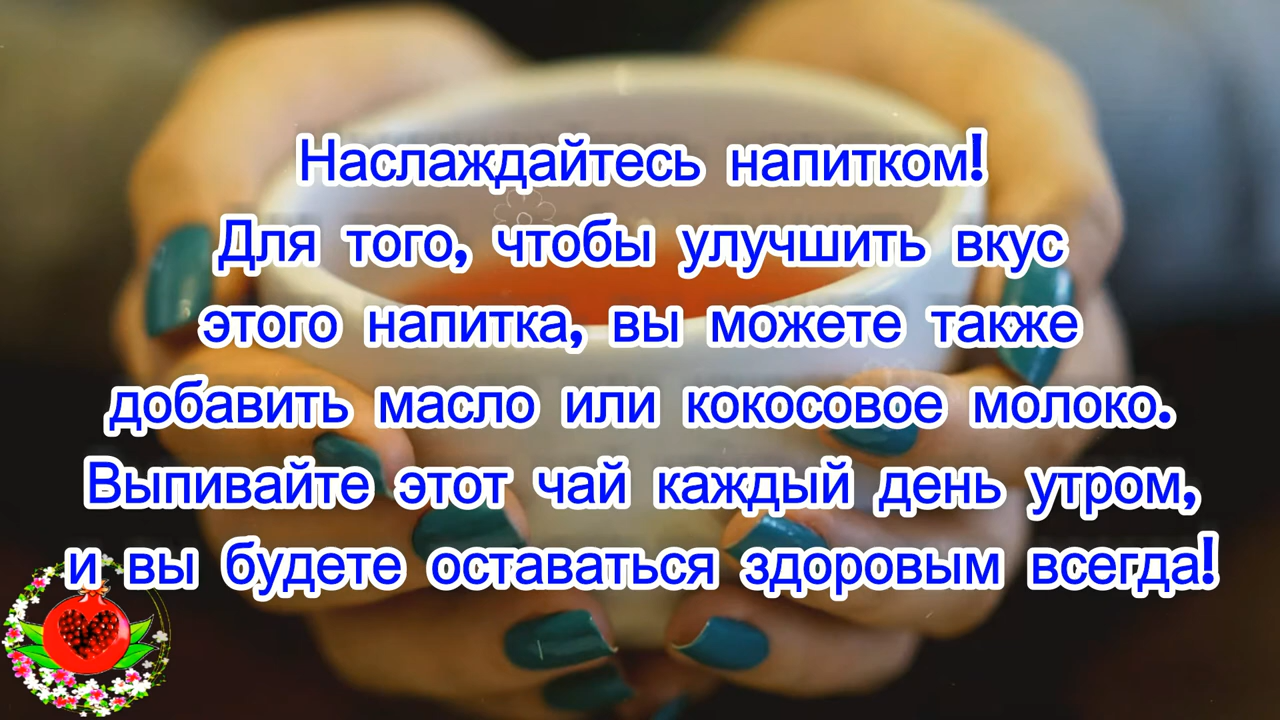 Наслаждайтесь напитком!
Для того, чтобы улучшить вкус
этого напитка, вы можете также
добавить масло или кокосовое молоко.
Выпивайте этот чай каждый день утром,
и вы будете оставаться здоровым всегда!